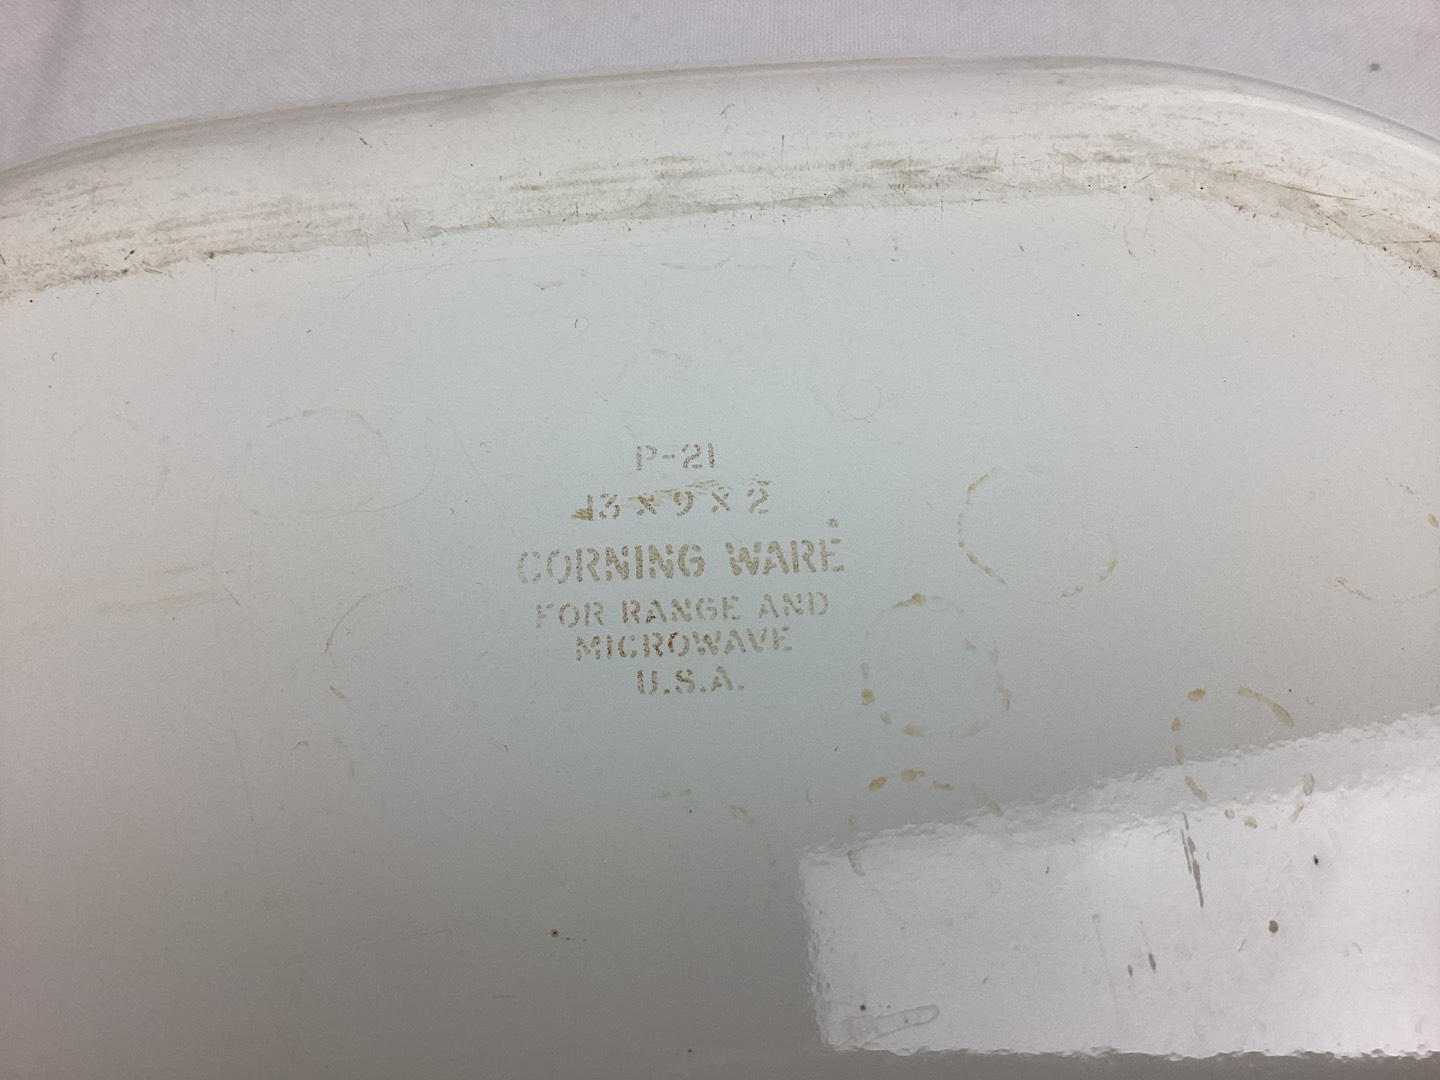 P-21
13 x 9 x 2
CORNING WARE
FOR RANGE AND
MICROWAVE
U.S.A.